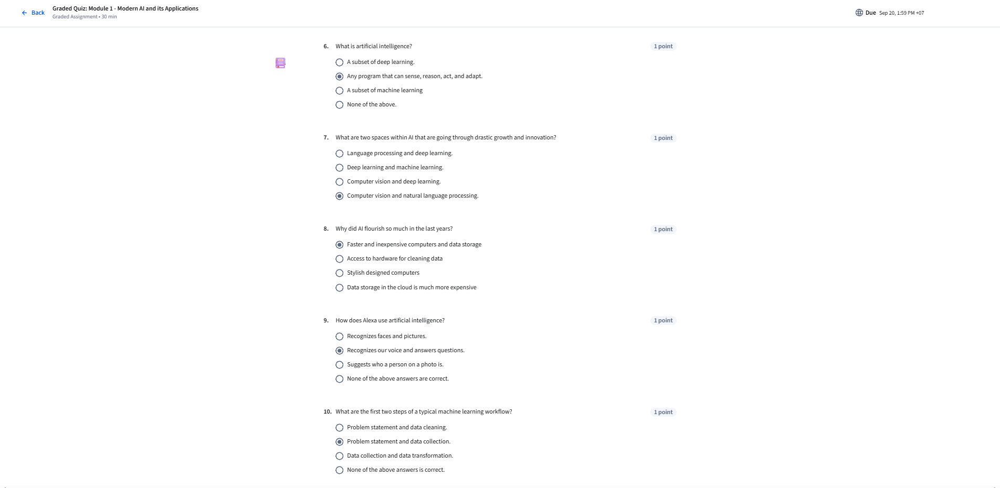 Back
Graded Quiz: Module 1 - Modern AI and its Applications
Graded Assignment • 30 min
Due Sep 20, 1:59 PM +07
6. What is artificial intelligence? 1 point
A subset of deep learning.
Any program that can sense, reason, act, and adapt.
A subset of machine learning
None of the above.
7. What are two spaces within AI that are going through drastic growth and innovation? 1 point
Language processing and deep learning.
Deep learning and machine learning.
Computer vision and deep learning.
Computer vision and natural language processing.
8. Why did AI flourish so much in the last years? 1 point
Faster and inexpensive computers and data storage
Access to hardware for cleaning data
Stylish designed computers
Data storage in the cloud is much more expensive
9. How does Alexa use artificial intelligence? 1 point
Recognizes faces and pictures.
Recognizes our voice and answers questions.
Suggests who a person on a photo is.
None of the above answers are correct.
10. What are the first two steps of a typical machine learning workflow? 1 point
Problem statement and data cleaning.
Problem statement and data collection.
Data collection and data transformation.
None of the above answers is correct.